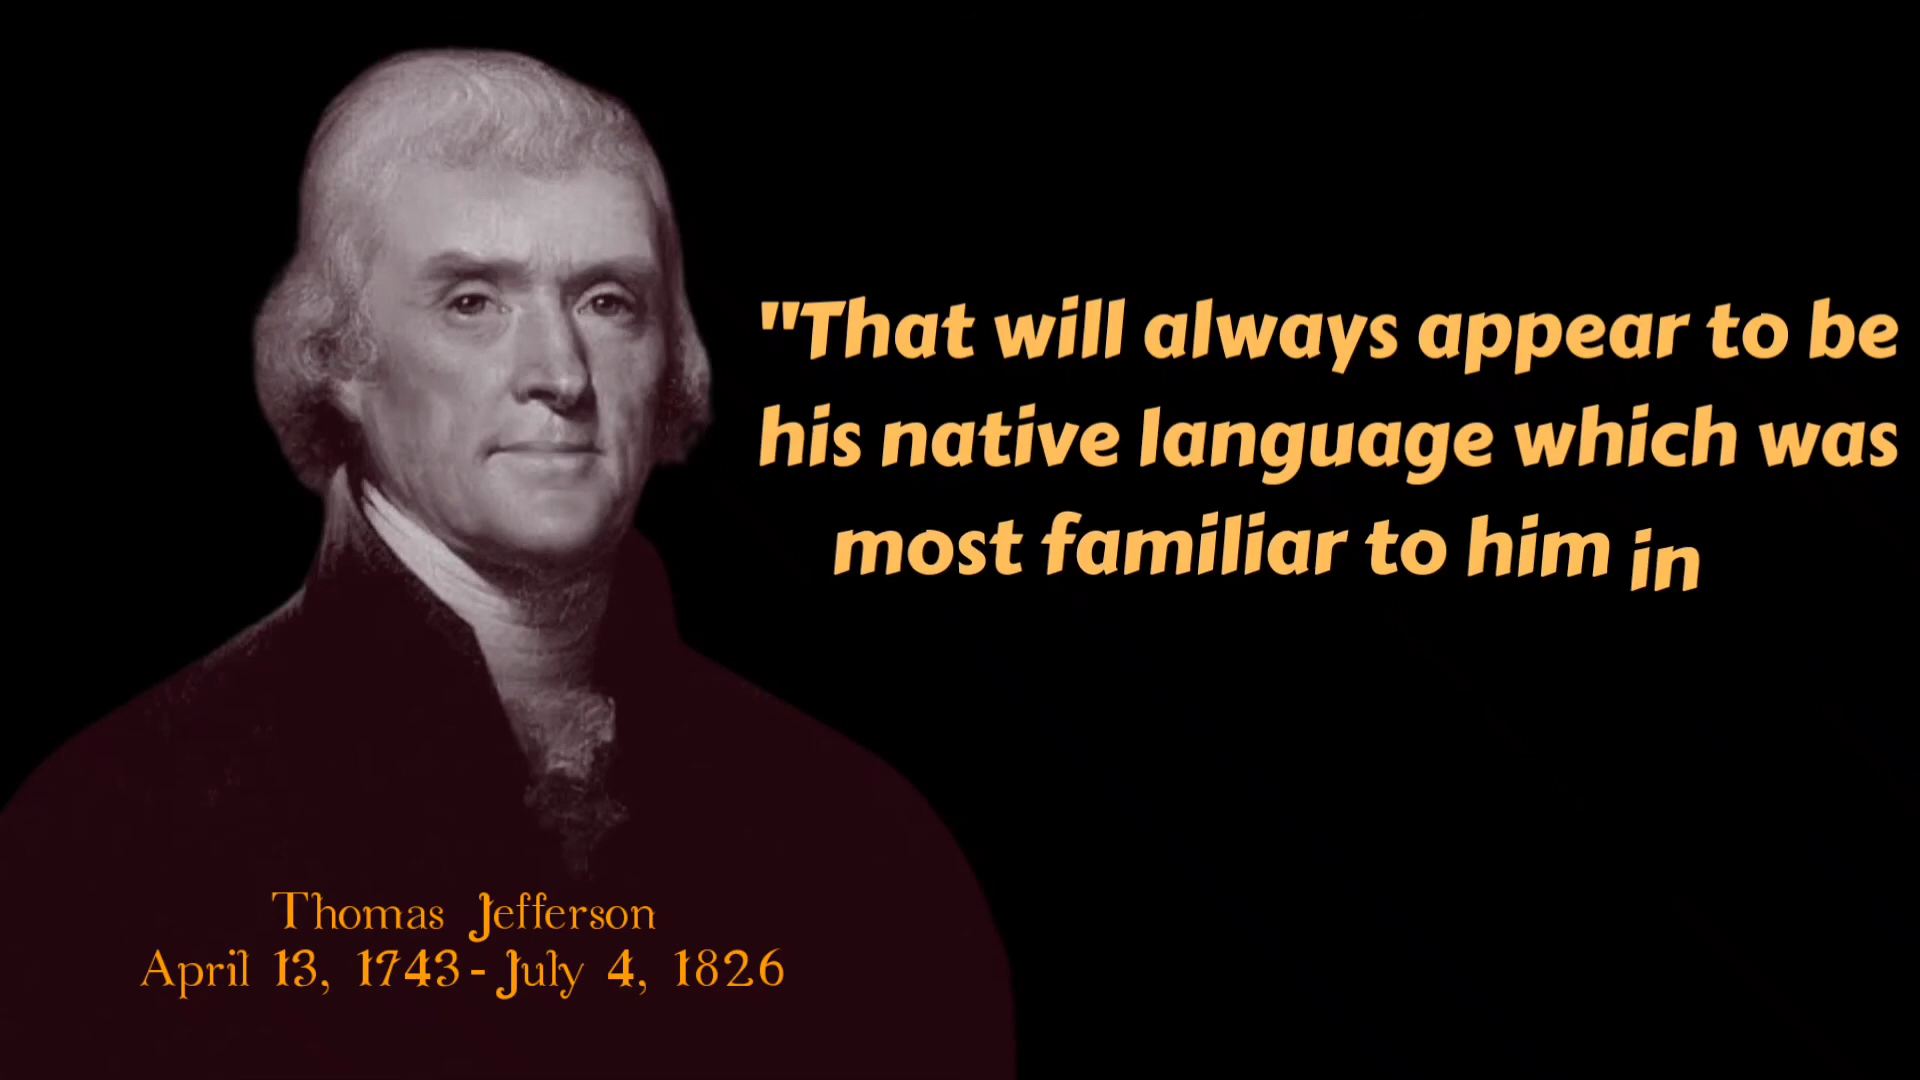 "That will always appear to be
his native language which was
most familiar to him in
Thomas Jefferson
April 13, 1743 - July 4, 1826